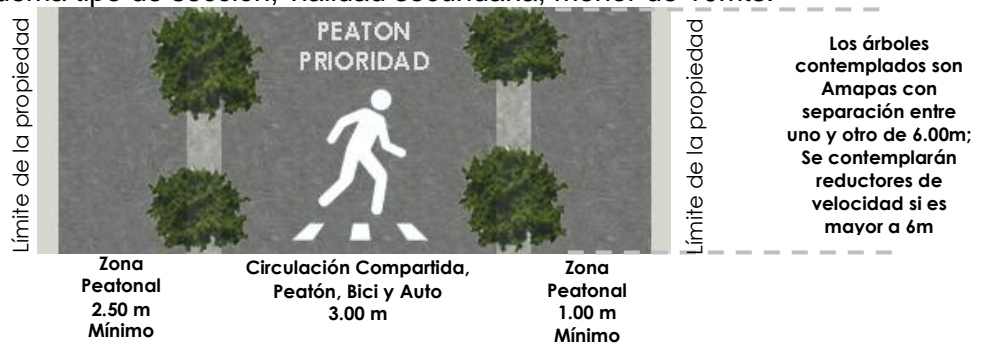 PEATON
PRIORIDAD
Límite de la propiedad
Límite de la propiedad
Los árboles
contemplados son
Amapas con
separación entre
uno y otro de 6.00m;
Se contemplarán
reductores de
velocidad si es
mayor a 6m
Zona
Peatonal
2.50 m
Mínimo
Circulación Compartida,
Peatón, Bici y Auto
3.00 m
Zona
Peatonal
1.00 m
Mínimo